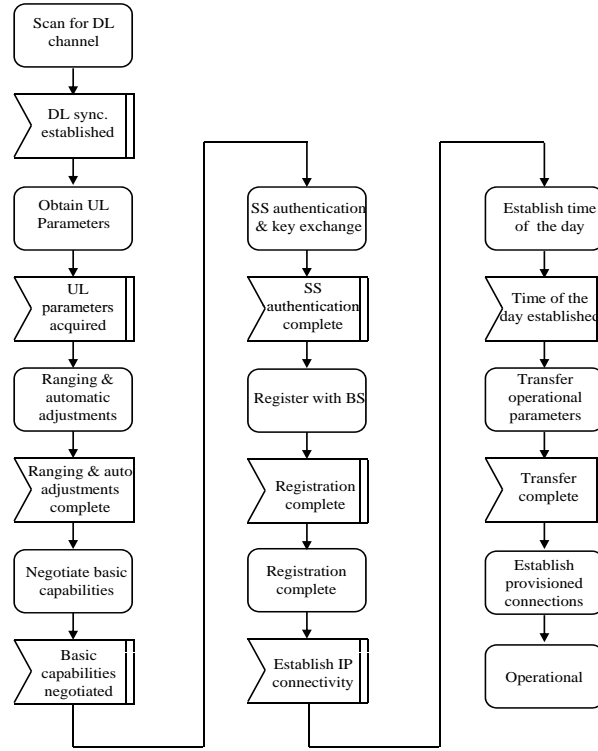 Scan for DL
channel
DL sync.
established
Obtain UL
Parameters
UL
parameters
acquired
Ranging &
automatic
adjustments
Ranging & auto
adjustments
complete
Negotiate basic
capabilities
Basic
capabilities
negotiated
SS authentication
& key exchange
SS
authentication
complete
Register with BS
Registration
complete
Registration
complete
Establish IP
connectivity
Establish time
of the day
Time of the
day established
Transfer
operational
parameters
Transfer
complete
Establish
provisioned
connections
Operational